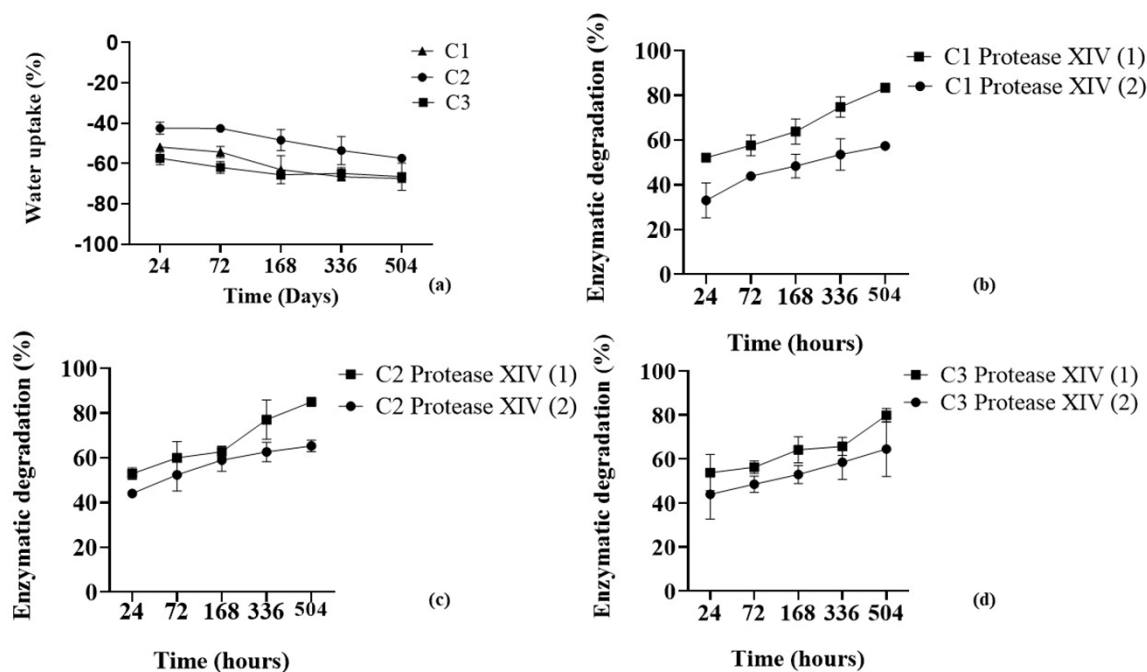 Water uptake (%)
0
-20
-40
-60
-80
-100
24 72 168 336 504
Time (Days)
C1
C2
C3
(a)
Enzymatic degradation (%)
100
80
60
40
20
0
24 72 168 336 504
Time (hours)
C1 Protease XIV (1)
C1 Protease XIV (2)
(b)
Enzymatic degradation (%)
100
80
60
40
20
0
24 72 168 336 504
Time (hours)
C2 Protease XIV (1)
C2 Protease XIV (2)
(c)
Enzymatic degradation (%)
100
80
60
40
20
0
24 72 168 336 504
Time (hours)
C3 Protease XIV (1)
C3 Protease XIV (2)
(d)